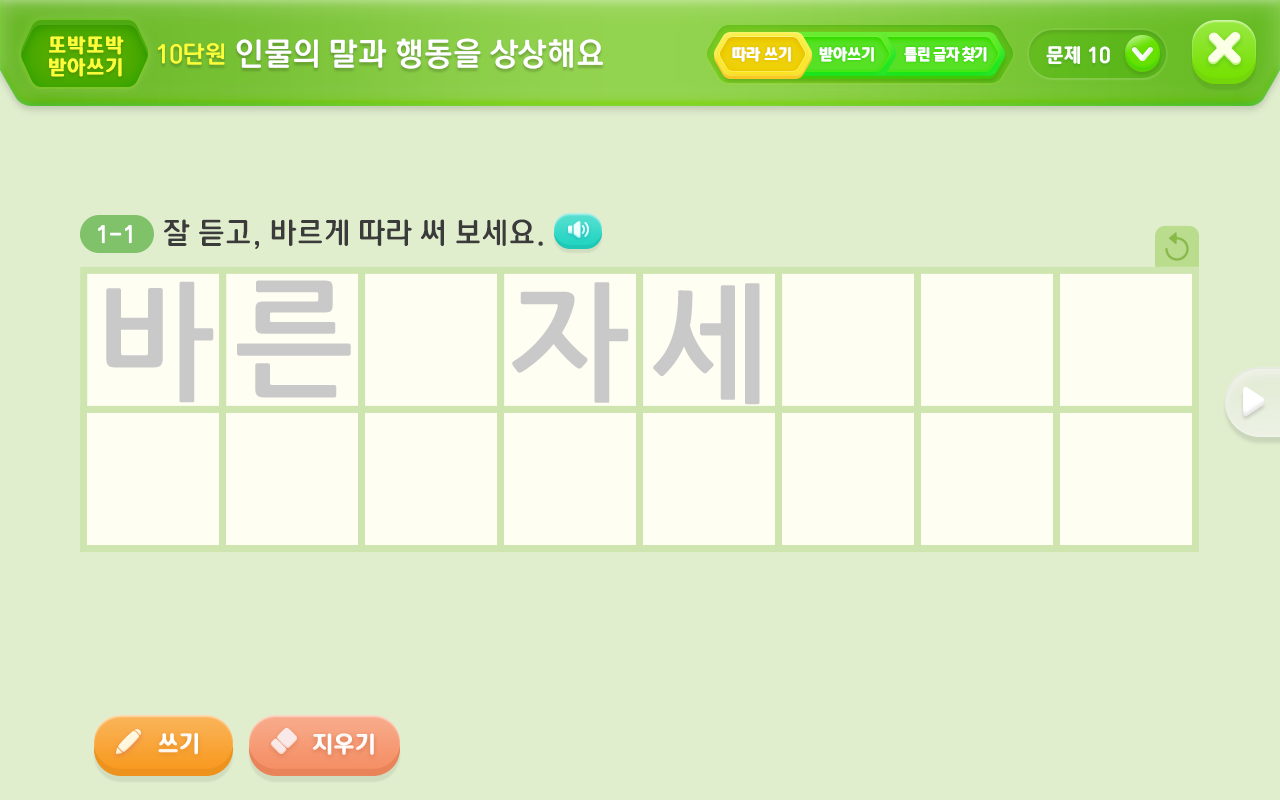 또박또박
받아쓰기
10단원 인물의 말과 행동을 상상해요
따라 쓰기 받아쓰기 틀린 글자 찾기
문제 10
1-1 잘 듣고, 바르게 따라 써 보세요.
바른 자세
쓰기 지우기